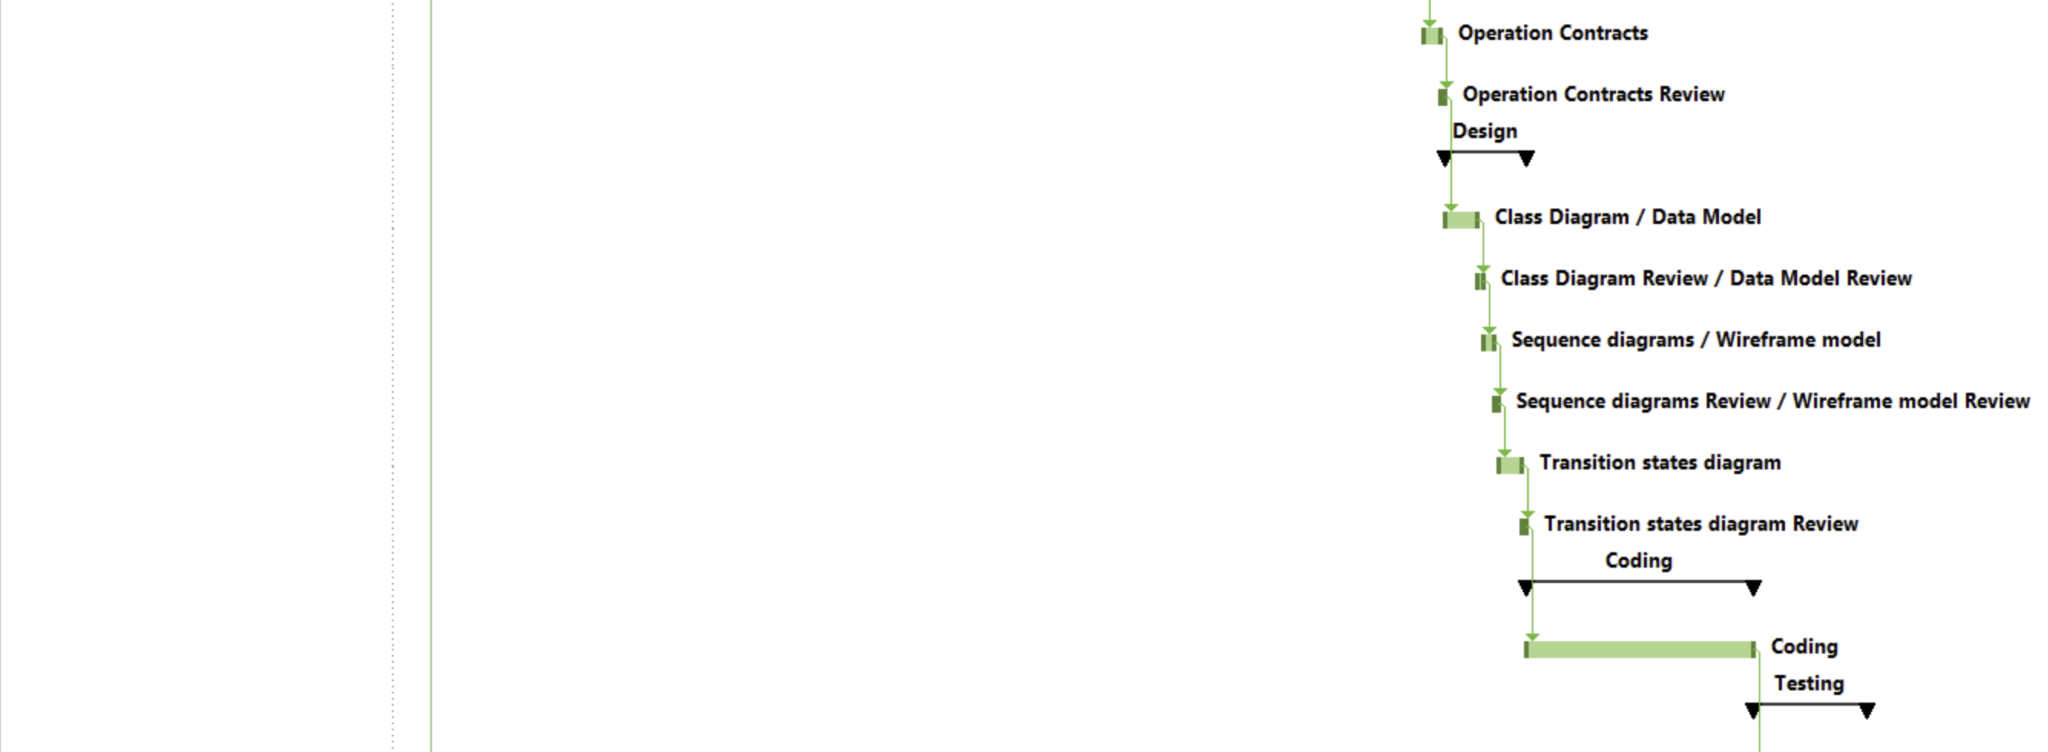 Operation Contracts
Operation Contracts Review
Design
Class Diagram / Data Model
Class Diagram Review / Data Model Review
Sequence diagrams / Wireframe model
Sequence diagrams Review / Wireframe model Review
Transition states diagram
Transition states diagram Review
Coding
Coding
Testing